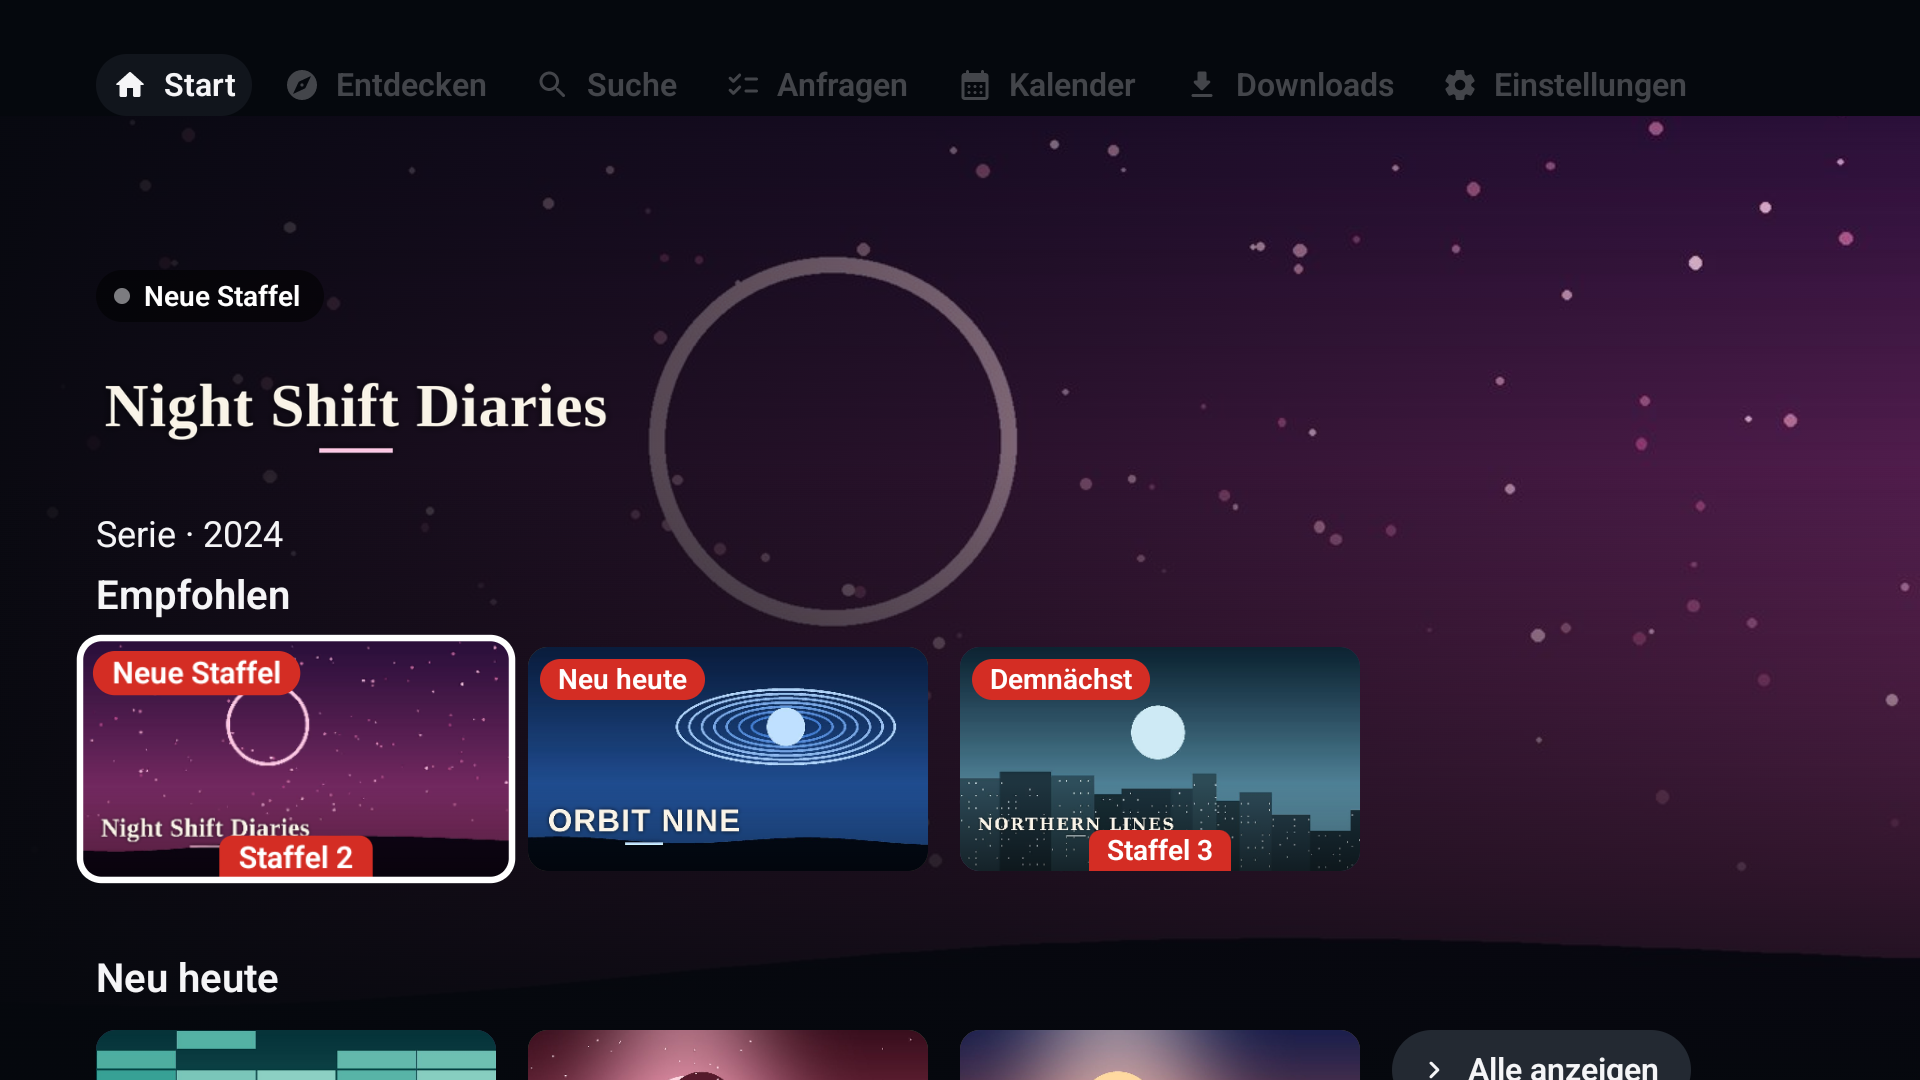 Start
Entdecken
Suche
Anfragen
Kalender
Downloads
Einstellungen
Neue Staffel
Night Shift Diaries
Serie · 2024
Empfohlen
Neue Staffel
Night Shift Diaries
Staffel 2
Neu heute
ORBIT NINE
Demnächst
NORTHERN LINES
Staffel 3
Neu heute
Alle anzeigen